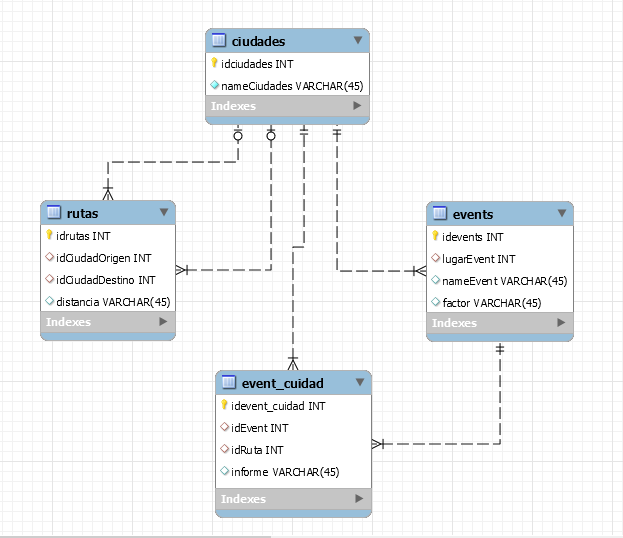 ciudades
idciudades INT
nameCiudades VARCHAR(45)
Indexes
rutas
idrutas INT
idCiudadOrigen INT
idCiudadDestino INT
distancia VARCHAR(45)
Indexes
events
idevents INT
lugarEvent INT
nameEvent VARCHAR(45)
factor VARCHAR(45)
Indexes
event_cuidad
idevent_cuidad INT
idEvent INT
idRuta INT
informe VARCHAR(45)
Indexes